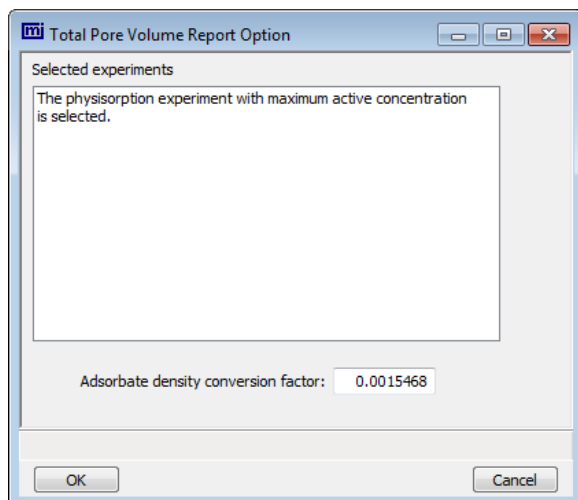 mi Total Pore Volume Report Option
Selected experiments
The physisorption experiment with maximum active concentration
is selected.
Adsorbate density conversion factor: 0.0015468
OK Cancel